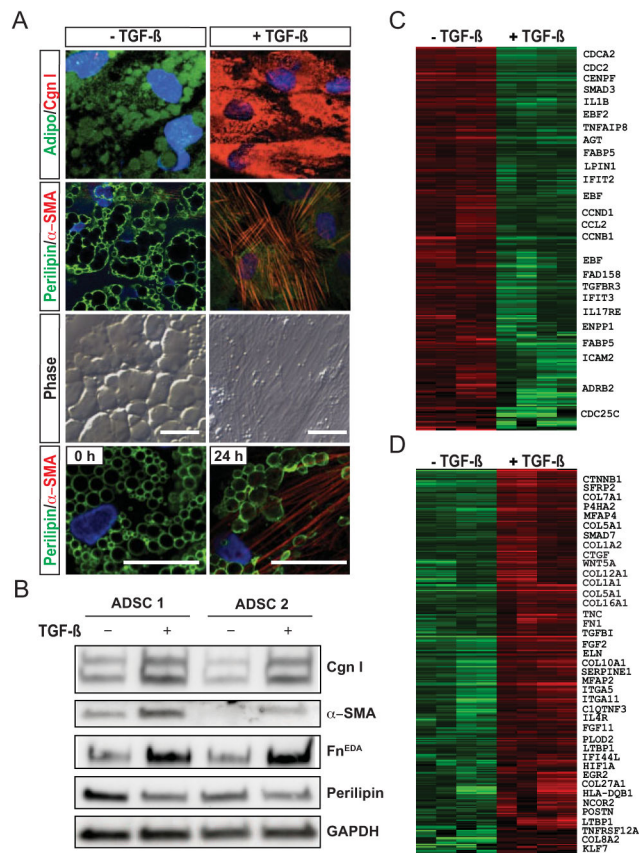 A
- TGF-ß
+ TGF-ß
Adipo/Cgn I
Perilipin/α-SMA
Phase
Perilipin/α-SMA
0 h
24 h
B
ADSC 1
ADSC 2
TGF-ß
– + – +
Cgn I
α-SMA
Fn^EDA
Perilipin
GAPDH
C
- TGF-ß
+ TGF-ß
CDCA2
CDC2
CENPF
SMAD3
IL1B
EBF2
TNFAIP8
AGT
FABP5
LPIN1
IFIT2
EBF
CCND1
CCL2
CCNB1
EBF
FAD158
TGFBR3
IFIT3
IL17RE
ENPP1
FABP5
ICAM2
ADRB2
CDC25C
D
- TGF-ß
+ TGF-ß
CTNNB1
SFRP2
COL7A1
P4HA2
MFAP4
COL5A1
SMAD7
COL1A2
CTGF
WNT5A
COL12A1
COL1A1
COL5A1
COL16A1
TNC
FN1
TGFBI
FGF2
ELN
COL10A1
SERPINE1
MFAP2
ITGA5
ITGA11
C1QTNF3
IL4R
FGF11
PLOD2
LTBP1
IFI44L
HIF1A
EGR2
COL27A1
HLA-DQB1
NCOR2
POSTN
LTBP1
TNFRSF12A
COL8A2
KLF7